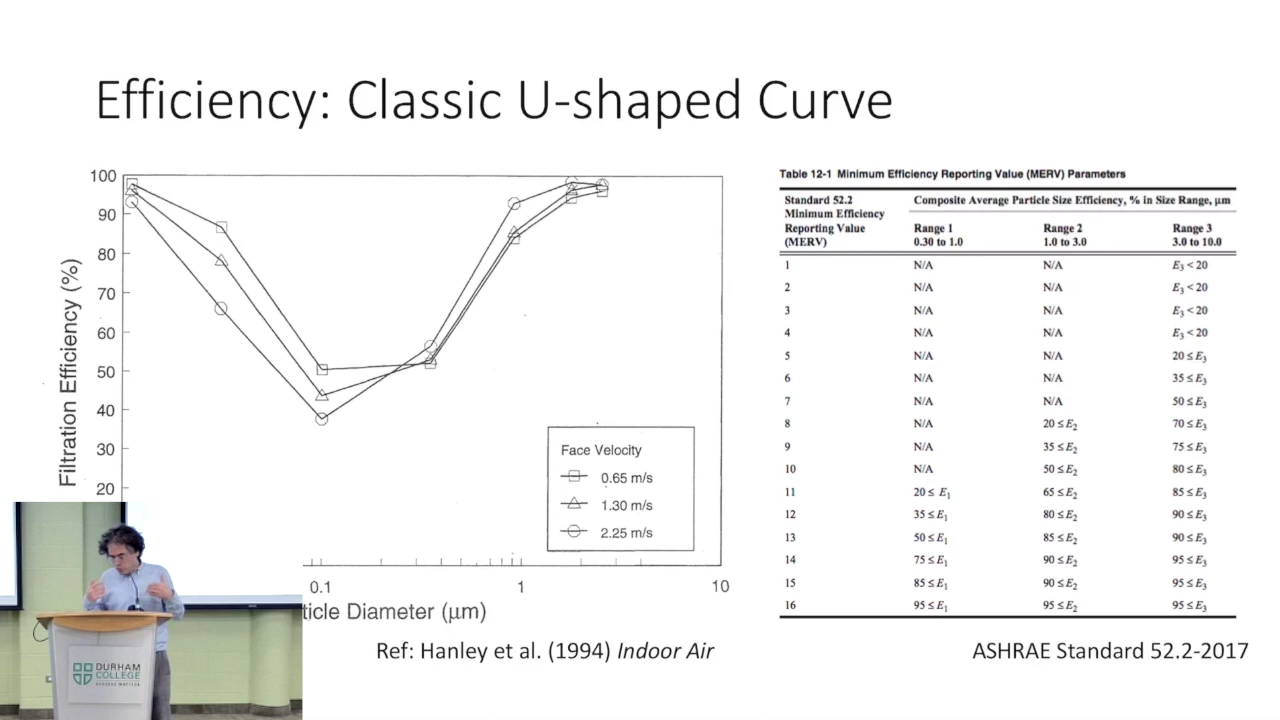 Efficiency: Classic U-shaped Curve
100
90
80
70
60
50
40
30
20
Filtration Efficiency (%)
Face Velocity
0.65 m/s
1.30 m/s
2.25 m/s
0.1 1 10
ticle Diameter (μm)
Ref: Hanley et al. (1994) Indoor Air
Table 12-1 Minimum Efficiency Reporting Value (MERV) Parameters
Standard 52.2
Minimum Efficiency
Reporting Value
(MERV)
Composite Average Particle Size Efficiency, % in Size Range, μm
Range 1
0.30 to 1.0
Range 2
1.0 to 3.0
Range 3
3.0 to 10.0
1 N/A N/A E3 < 20
2 N/A N/A E3 < 20
3 N/A N/A E3 < 20
4 N/A N/A E3 < 20
5 N/A N/A 20 ≤ E3
6 N/A N/A 35 ≤ E3
7 N/A N/A 50 ≤ E3
8 N/A 20 ≤ E2 70 ≤ E3
9 N/A 35 ≤ E2 75 ≤ E3
10 N/A 50 ≤ E2 80 ≤ E3
11 20 ≤ E1 65 ≤ E2 85 ≤ E3
12 35 ≤ E1 80 ≤ E2 90 ≤ E3
13 50 ≤ E1 85 ≤ E2 90 ≤ E3
14 75 ≤ E1 90 ≤ E2 95 ≤ E3
15 85 ≤ E1 90 ≤ E2 95 ≤ E3
16 95 ≤ E1 95 ≤ E2 95 ≤ E3
ASHRAE Standard 52.2-2017
DURHAM
COLLEGE